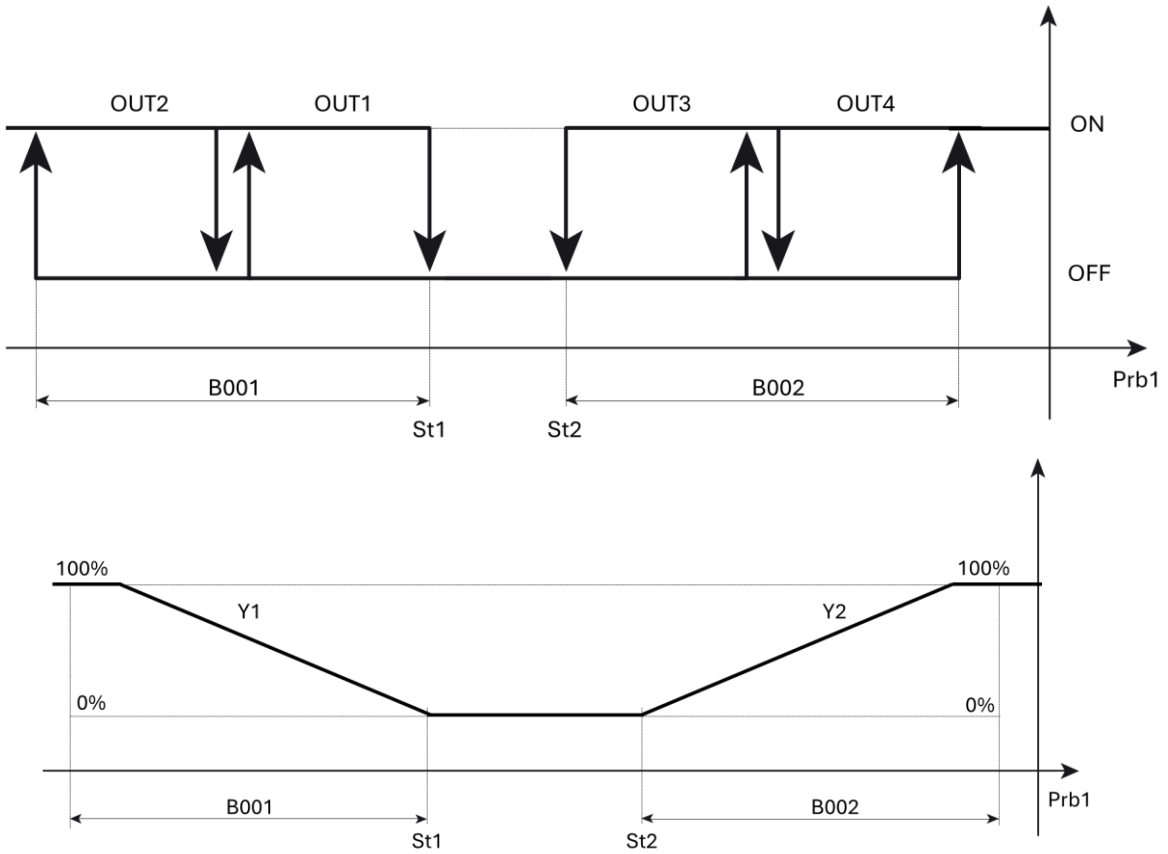 OUT2 OUT1 OUT3 OUT4
ON
OFF
B001 B002
Prb1
St1 St2
100% 100%
Y1 Y2
0% 0%
B001 B002
Prb1
St1 St2